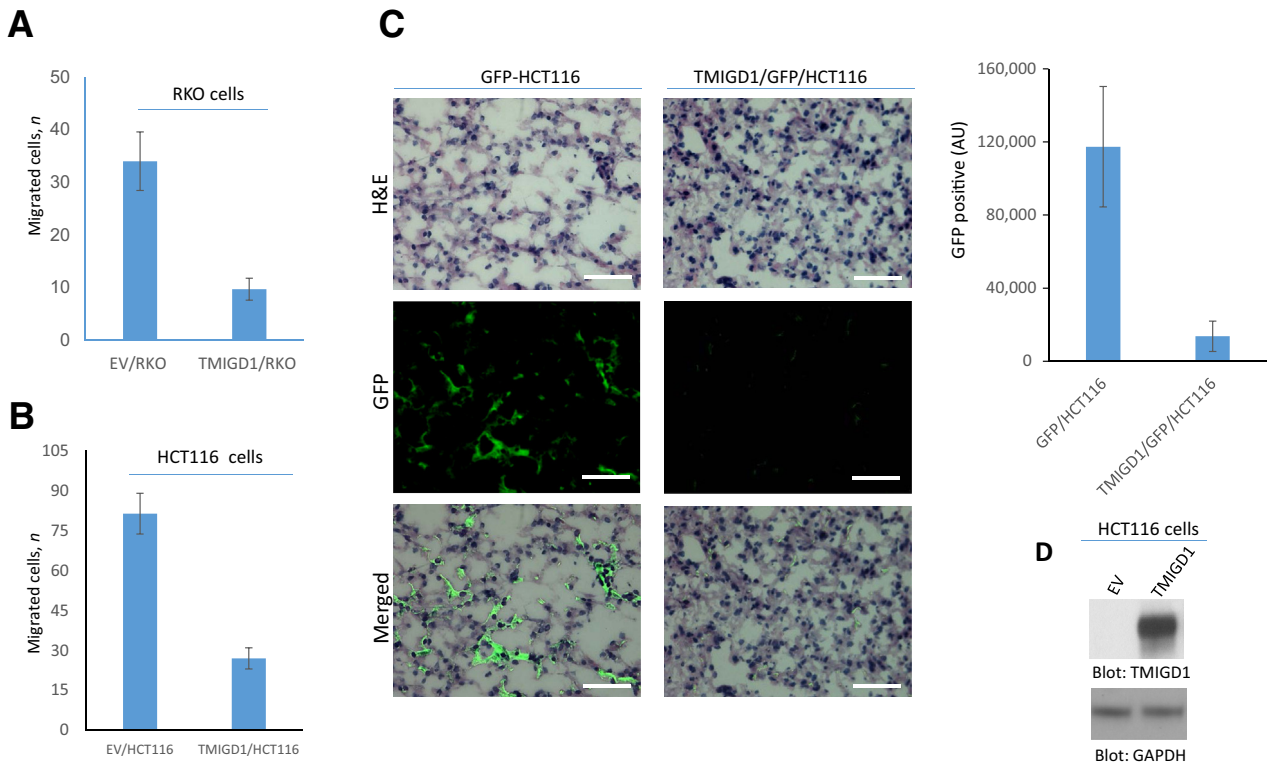 A
50
40
30
20
10
0
Migrated cells, n
RKO cells
EV/RKO
TMIGD1/RKO
B
105
90
75
60
45
30
15
0
Migrated cells, n
HCT116 cells
EV/HCT116
TMIGD1/HCT116
C
GFP-HCT116
TMIGD1/GFP/HCT116
H&E
GFP
Merged
160,000
120,000
80,000
40,000
0
GFP positive (AU)
GFP/HCT116
TMIGD1/GFP/HCT116
D
HCT116 cells
EV
TMIGD1
Blot: TMIGD1
Blot: GAPDH